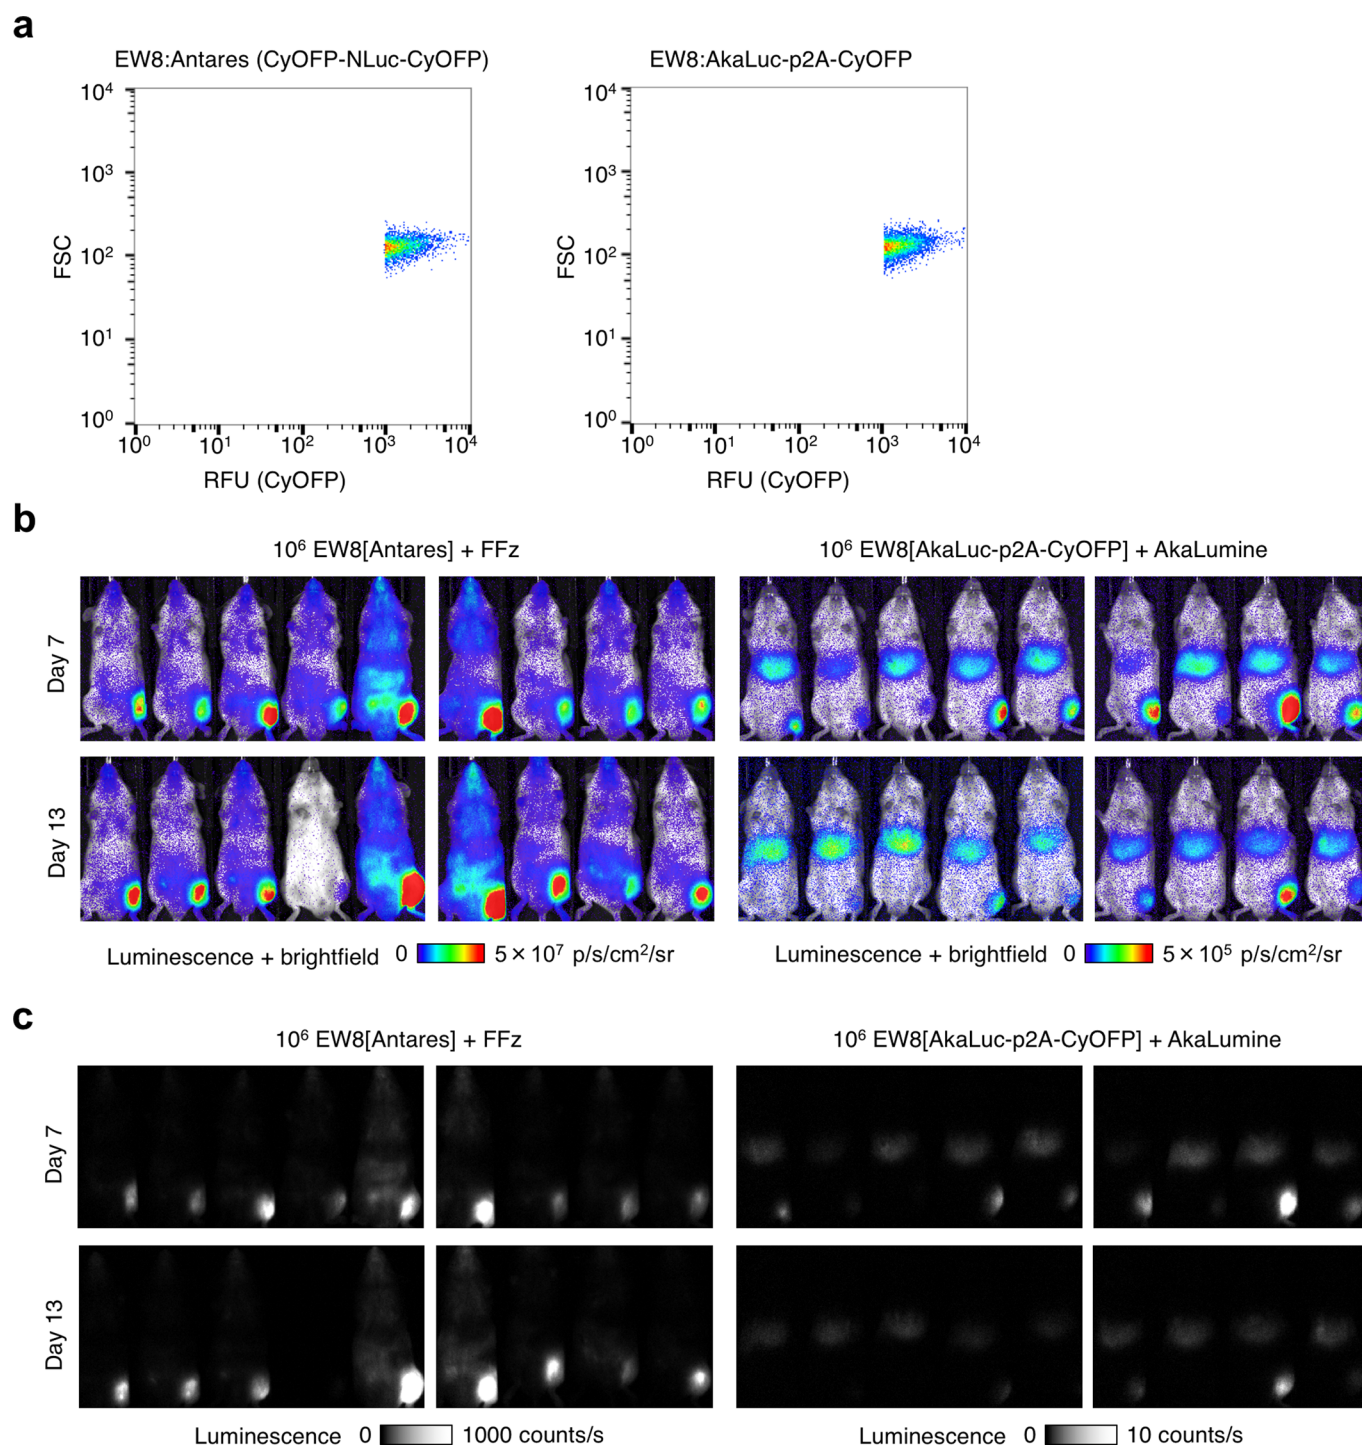 a
EW8:Antares (CyOFP-NLuc-CyOFP)
EW8:AkaLuc-p2A-CyOFP
10⁴
10³
10²
10¹
10⁰
FSC
10⁰ 10¹ 10² 10³ 10⁴
RFU (CyOFP)
10⁴
10³
10²
10¹
10⁰
FSC
10⁰ 10¹ 10² 10³ 10⁴
RFU (CyOFP)
b
10⁶ EW8[Antares] + FFz
10⁶ EW8[AkaLuc-p2A-CyOFP] + AkaLumine
Day 7
Day 13
Luminescence + brightfield 0 5 × 10⁷ p/s/cm²/sr
Luminescence + brightfield 0 5 × 10⁵ p/s/cm²/sr
c
10⁶ EW8[Antares] + FFz
10⁶ EW8[AkaLuc-p2A-CyOFP] + AkaLumine
Day 7
Day 13
Luminescence 0 1000 counts/s
Luminescence 0 10 counts/s